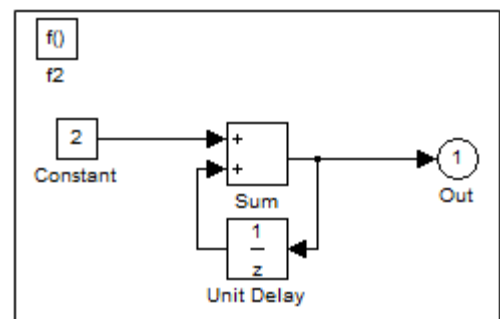 f()
f2
2
Constant
+
+
Sum
1
Out
1
z
Unit Delay